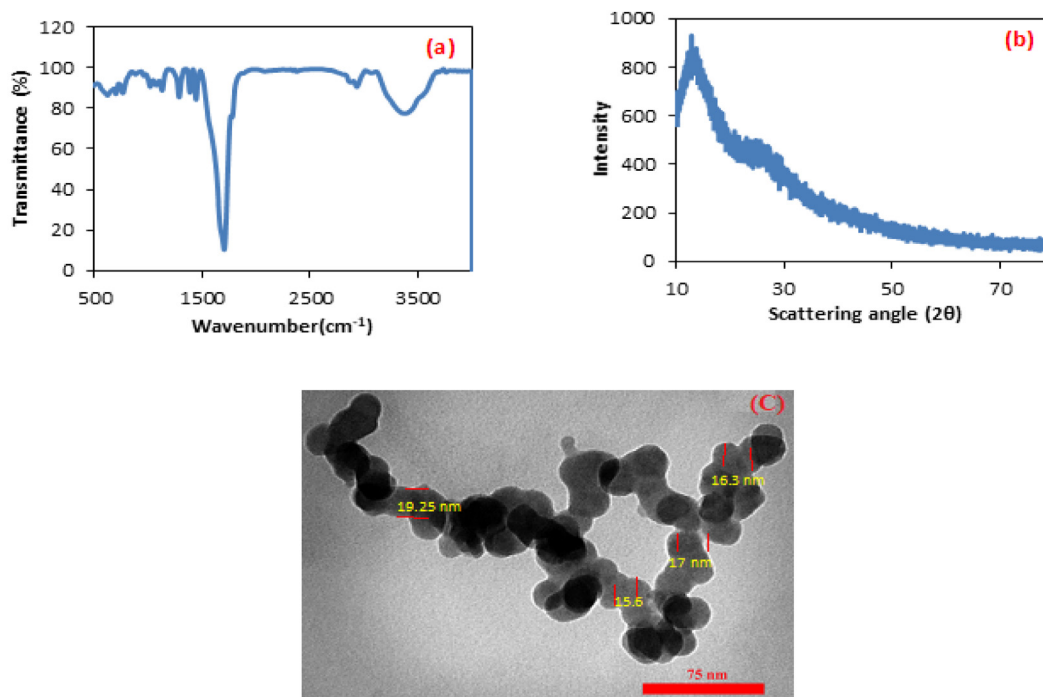 (a)
Transmittance (%)
120
100
80
60
40
20
0
500 1500 2500 3500
Wavenumber(cm⁻¹)
(b)
Intensity
1000
800
600
400
200
0
10 30 50 70
Scattering angle (2θ)
(C)
16.3 nm
19.25 nm
17 nm
15.6
75 nm